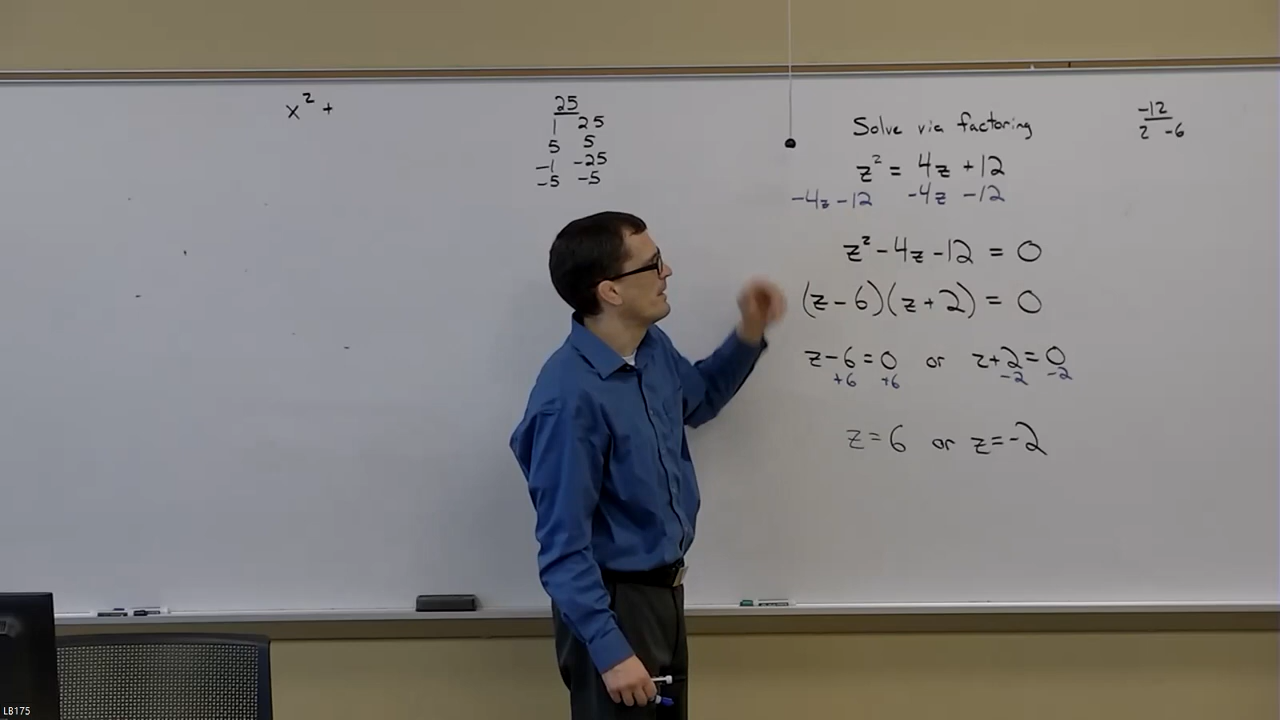 x² +
25
1 25
5 5
-1 -25
-5 -5
Solve via factoring
z² = 4z + 12
-4z - 12 -4z - 12
z² - 4z - 12 = 0
(z - 6)(z + 2) = 0
z - 6 = 0 or z + 2 = 0
+6 +6 -2 -2
z = 6 or z = -2
-12
2 -6
LB175